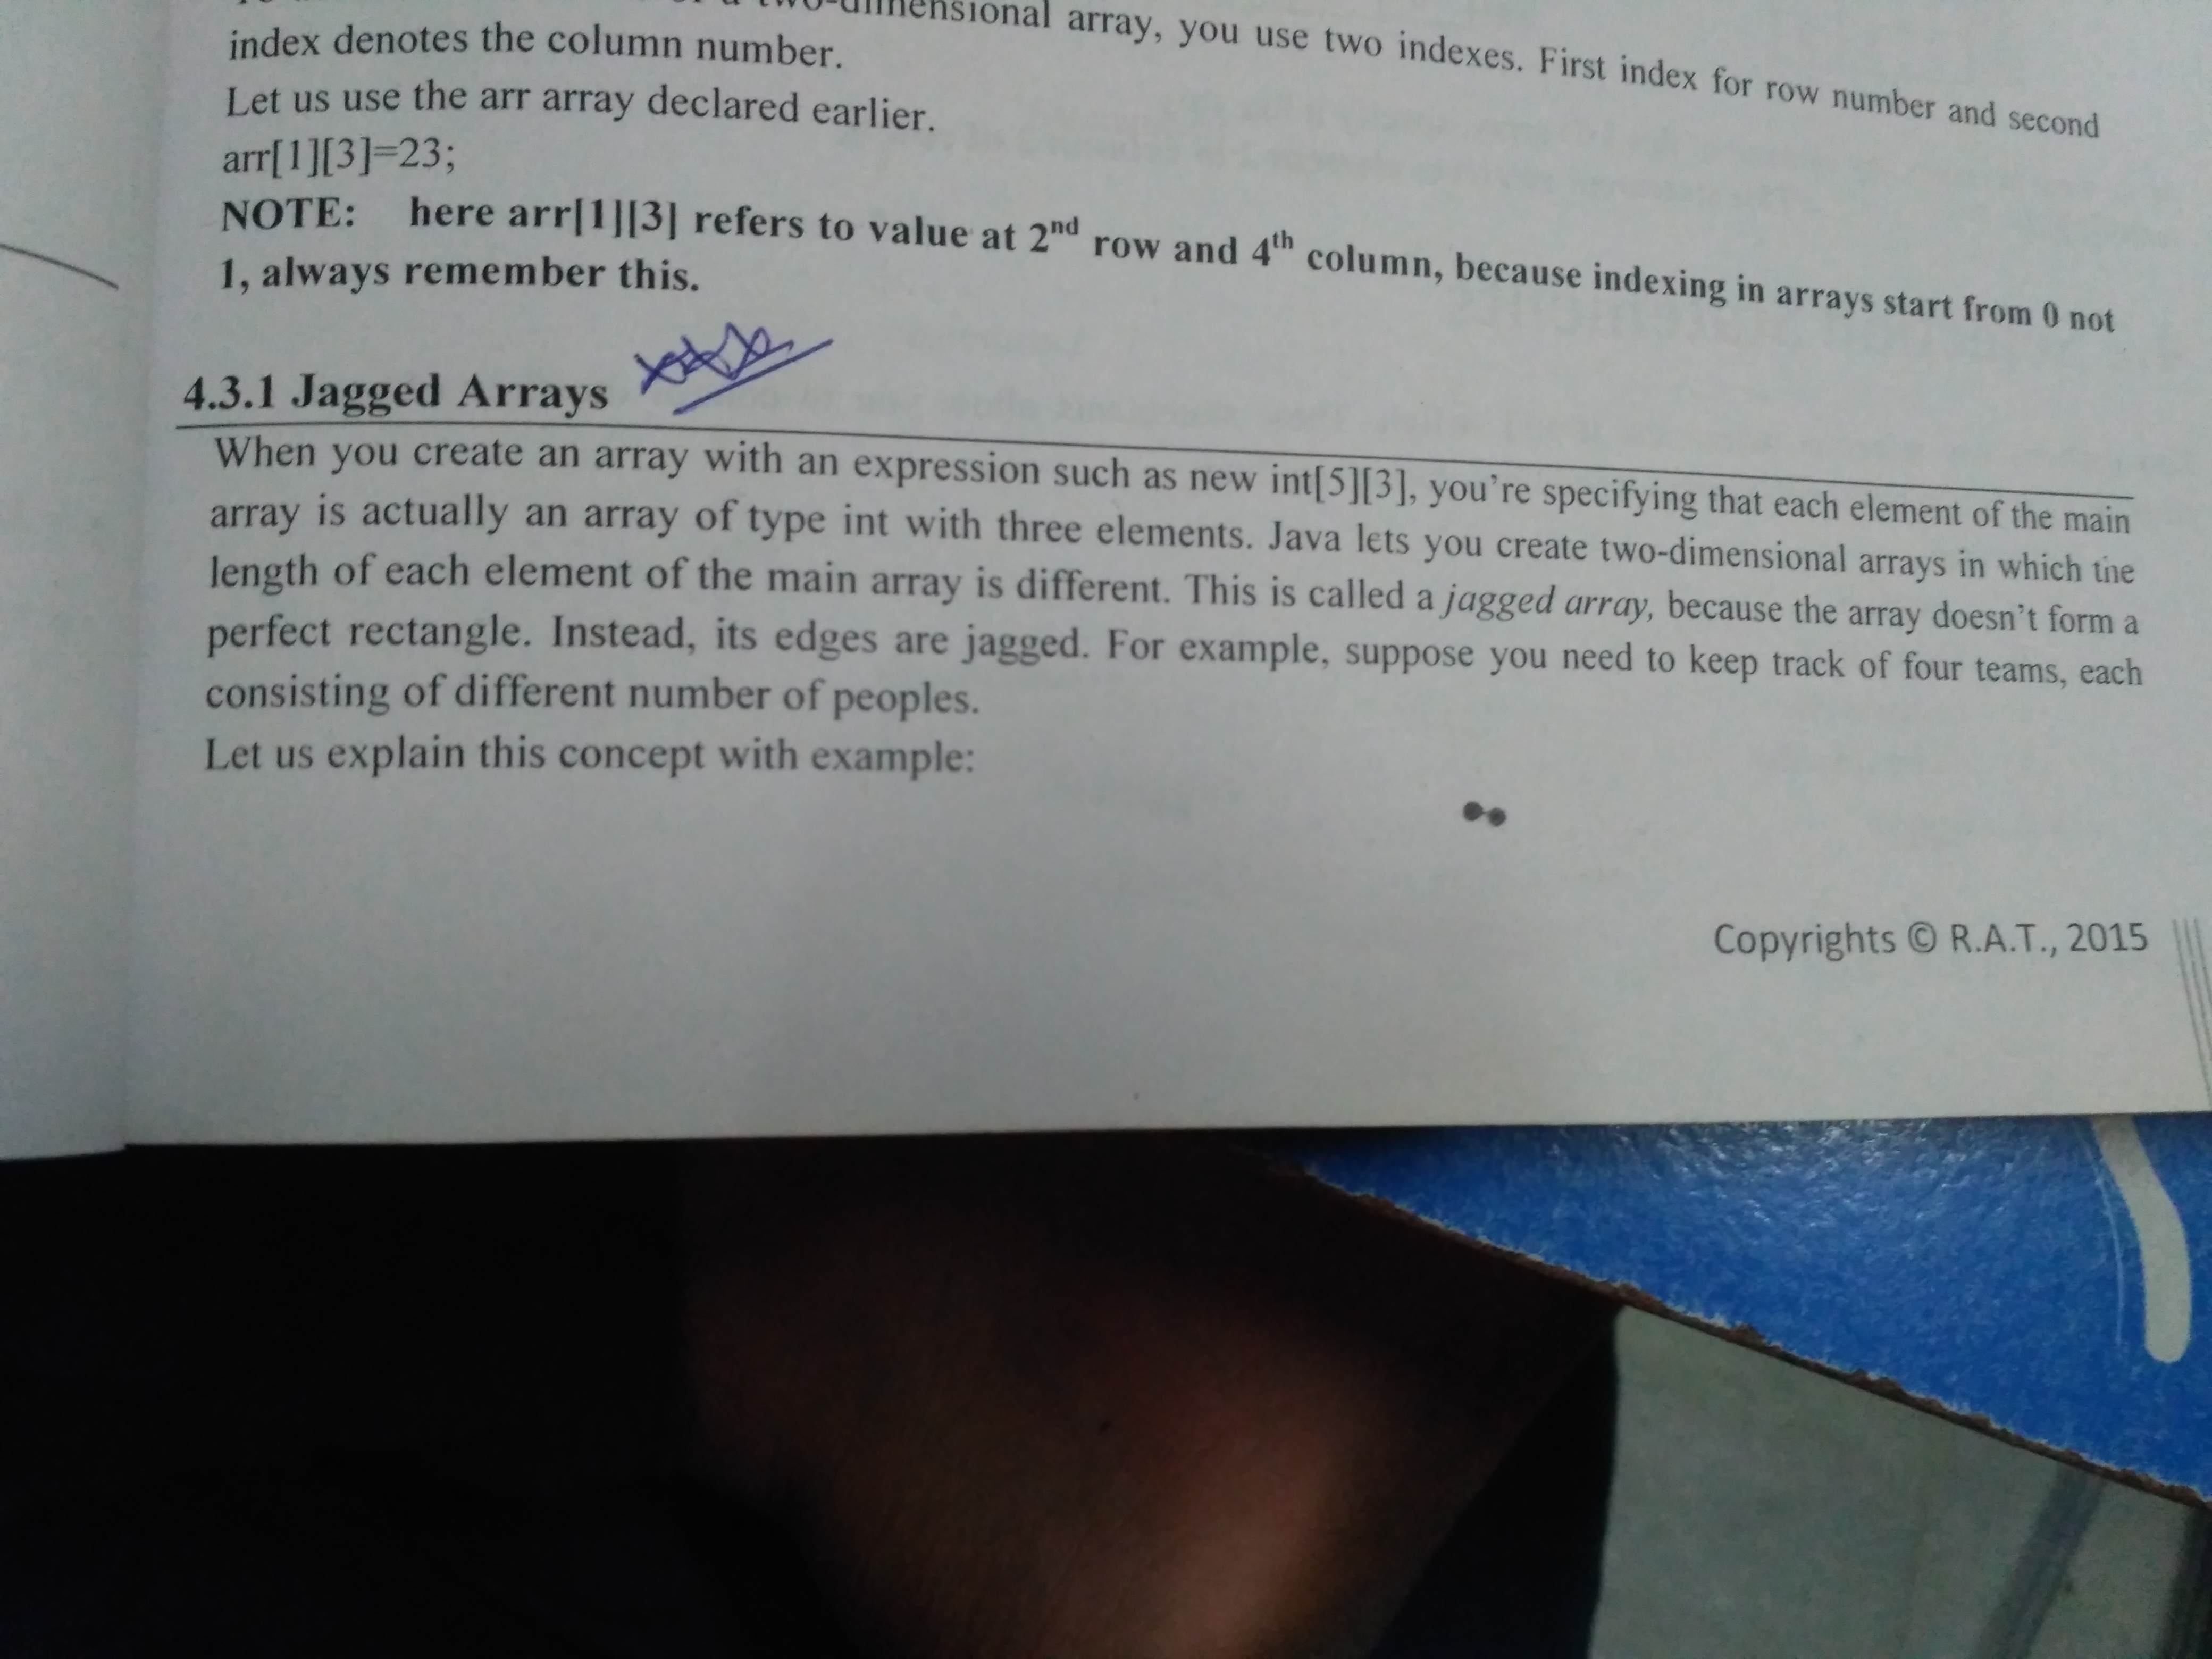 two-dimensional array, you use two indexes. First index for row number and second
index denotes the column number.
Let us use the arr array declared earlier.
arr[1][3]=23;
NOTE: here arr[1][3] refers to value at 2nd row and 4th column, because indexing in arrays start from 0 not
1, always remember this.
4.3.1 Jagged Arrays xxx
When you create an array with an expression such as new int[5][3], you're specifying that each element of the main
array is actually an array of type int with three elements. Java lets you create two-dimensional arrays in which the
length of each element of the main array is different. This is called a jagged array, because the array doesn't form a
perfect rectangle. Instead, its edges are jagged. For example, suppose you need to keep track of four teams, each
consisting of different number of peoples.
Let us explain this concept with example:
Copyrights © R.A.T., 2015